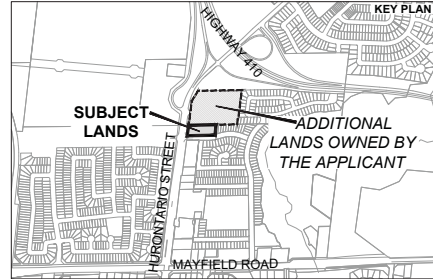 KEY PLAN
HIGHWAY 410
SUBJECT
LANDS
ADDITIONAL
LANDS OWNED BY
THE APPLICANT
HURONTARIO STREET
MAYFIELD ROAD